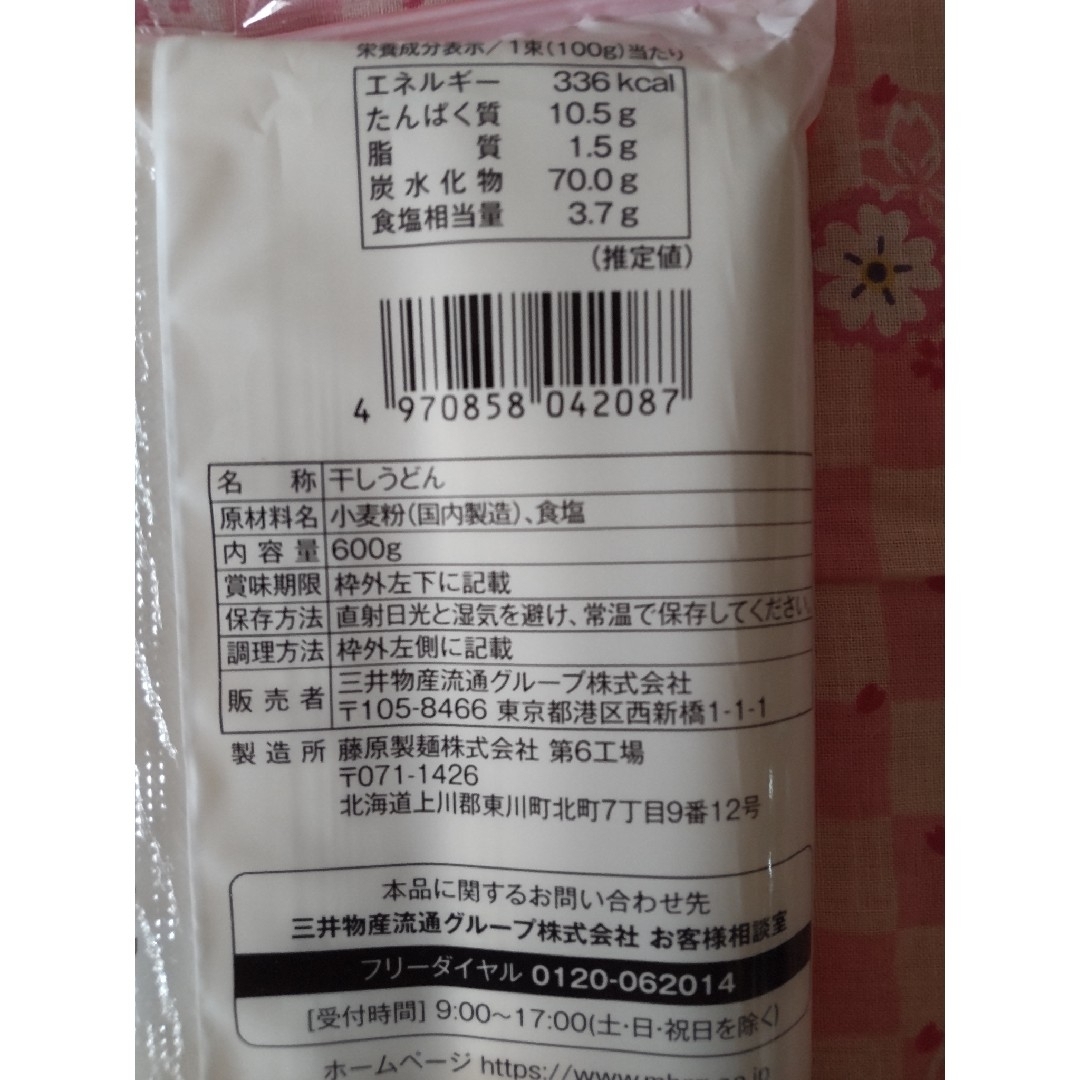 栄養成分表示/1束(100g)当たり
エネルギー 336 kcal
たんぱく質 10.5 g
脂質 1.5 g
炭水化物 70.0 g
食塩相当量 3.7 g
(推定値)
4 970858 042087
名称 干しうどん
原材料名 小麦粉(国内製造)、食塩
内容量 600g
賞味期限 枠外左下に記載
保存方法 直射日光と湿気を避け、常温で保存してください。
調理方法 枠外左側に記載
販売者 三井物産流通グループ株式会社
〒105-8466 東京都港区西新橋1-1-1
製造所 藤原製麺株式会社 第6工場
〒071-1426
北海道上川郡東川町北町7丁目9番12号
本品に関するお問い合わせ先
三井物産流通グループ株式会社 お客様相談室
フリーダイヤル 0120-062014
[受付時間] 9:00~17:00(土・日・祝日を除く)
ホームページ https://www